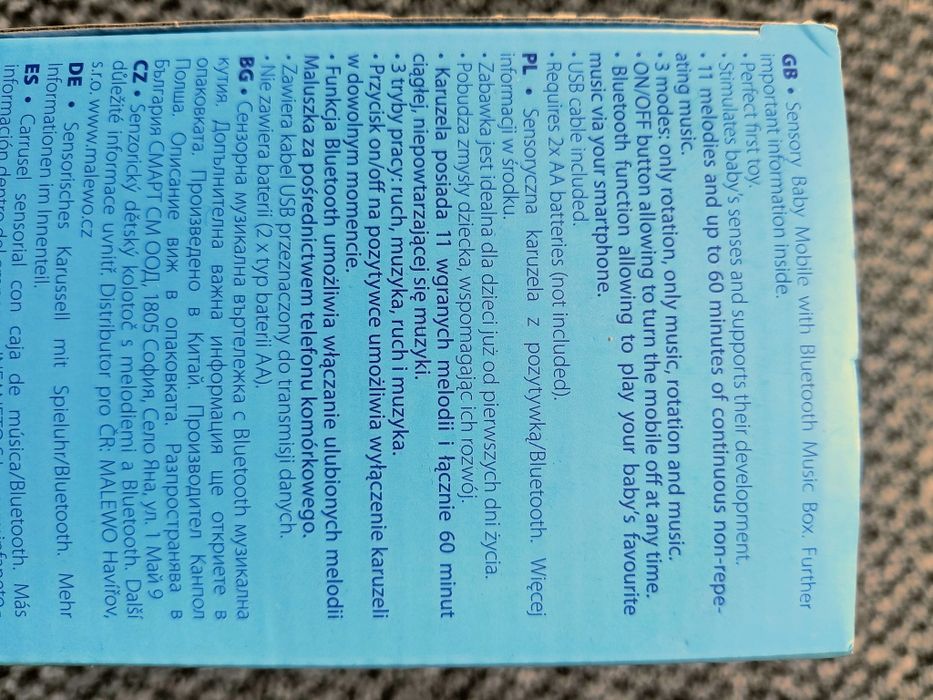 GB • Sensory Baby Mobile with Bluetooth Music Box. Further
important information inside.
• Perfect first toy.
• Stimulates baby's senses and supports their development.
• 11 melodies and up to 60 minutes of continuous non-repe-
ating music.
• 3 modes: only rotation, only music, rotation and music.
• ON/OFF button allowing to turn the mobile off at any time.
• Bluetooth function allowing to play your baby's favourite
music via your smartphone.
• USB cable included.
• Requires 2x AA batteries (not included).
PL • Sensoryczna karuzela z pozytywką/Bluetooth. Więcej
informacji w środku.
• Zabawka jest idealna dla dzieci już od pierwszych dni życia.
• Pobudza zmysły dziecka, wspomagając ich rozwój.
• Karuzela posiada 11 wgranych melodii i łącznie 60 minut
ciągłej, niepowtarzającej się muzyki.
• 3 tryby pracy: ruch, muzyka, ruch i muzyka.
• Przycisk on/off na pozytywce umożliwia wyłączenie karuzeli
w dowolnym momencie.
• Funkcja Bluetooth umożliwia włączanie ulubionych melodii
Maluszka za pośrednictwem telefonu komórkowego.
• Zawiera kabel USB przeznaczony do transmisji danych.
• Nie zawiera baterii (2 x typ baterii AA).
BG • Сензорна музикална въртележка с Bluetooth музикална
кутия. Допълнителна важна информация ще откриете в
опаковката. Произведено в Китай. Производител Канпол
Полша. Описание виж в опаковката. Разпространява в
България СМАРТ СМ ООД, 1805 София, Село Яна, ул. 1 Май 9
CZ • Senzorický dětský kolotoč s melodiemi a Bluetooth. Další
důležité informace uvnitř. Distributor pro ČR: MALEWO Havířov,
s.r.o. www.malewo.cz
DE • Sensorisches Karussell mit Spieluhr/Bluetooth. Mehr
Informationen im Innenteil.
ES • Carrusel sensorial con caja de música/Bluetooth. Más
información dentro del